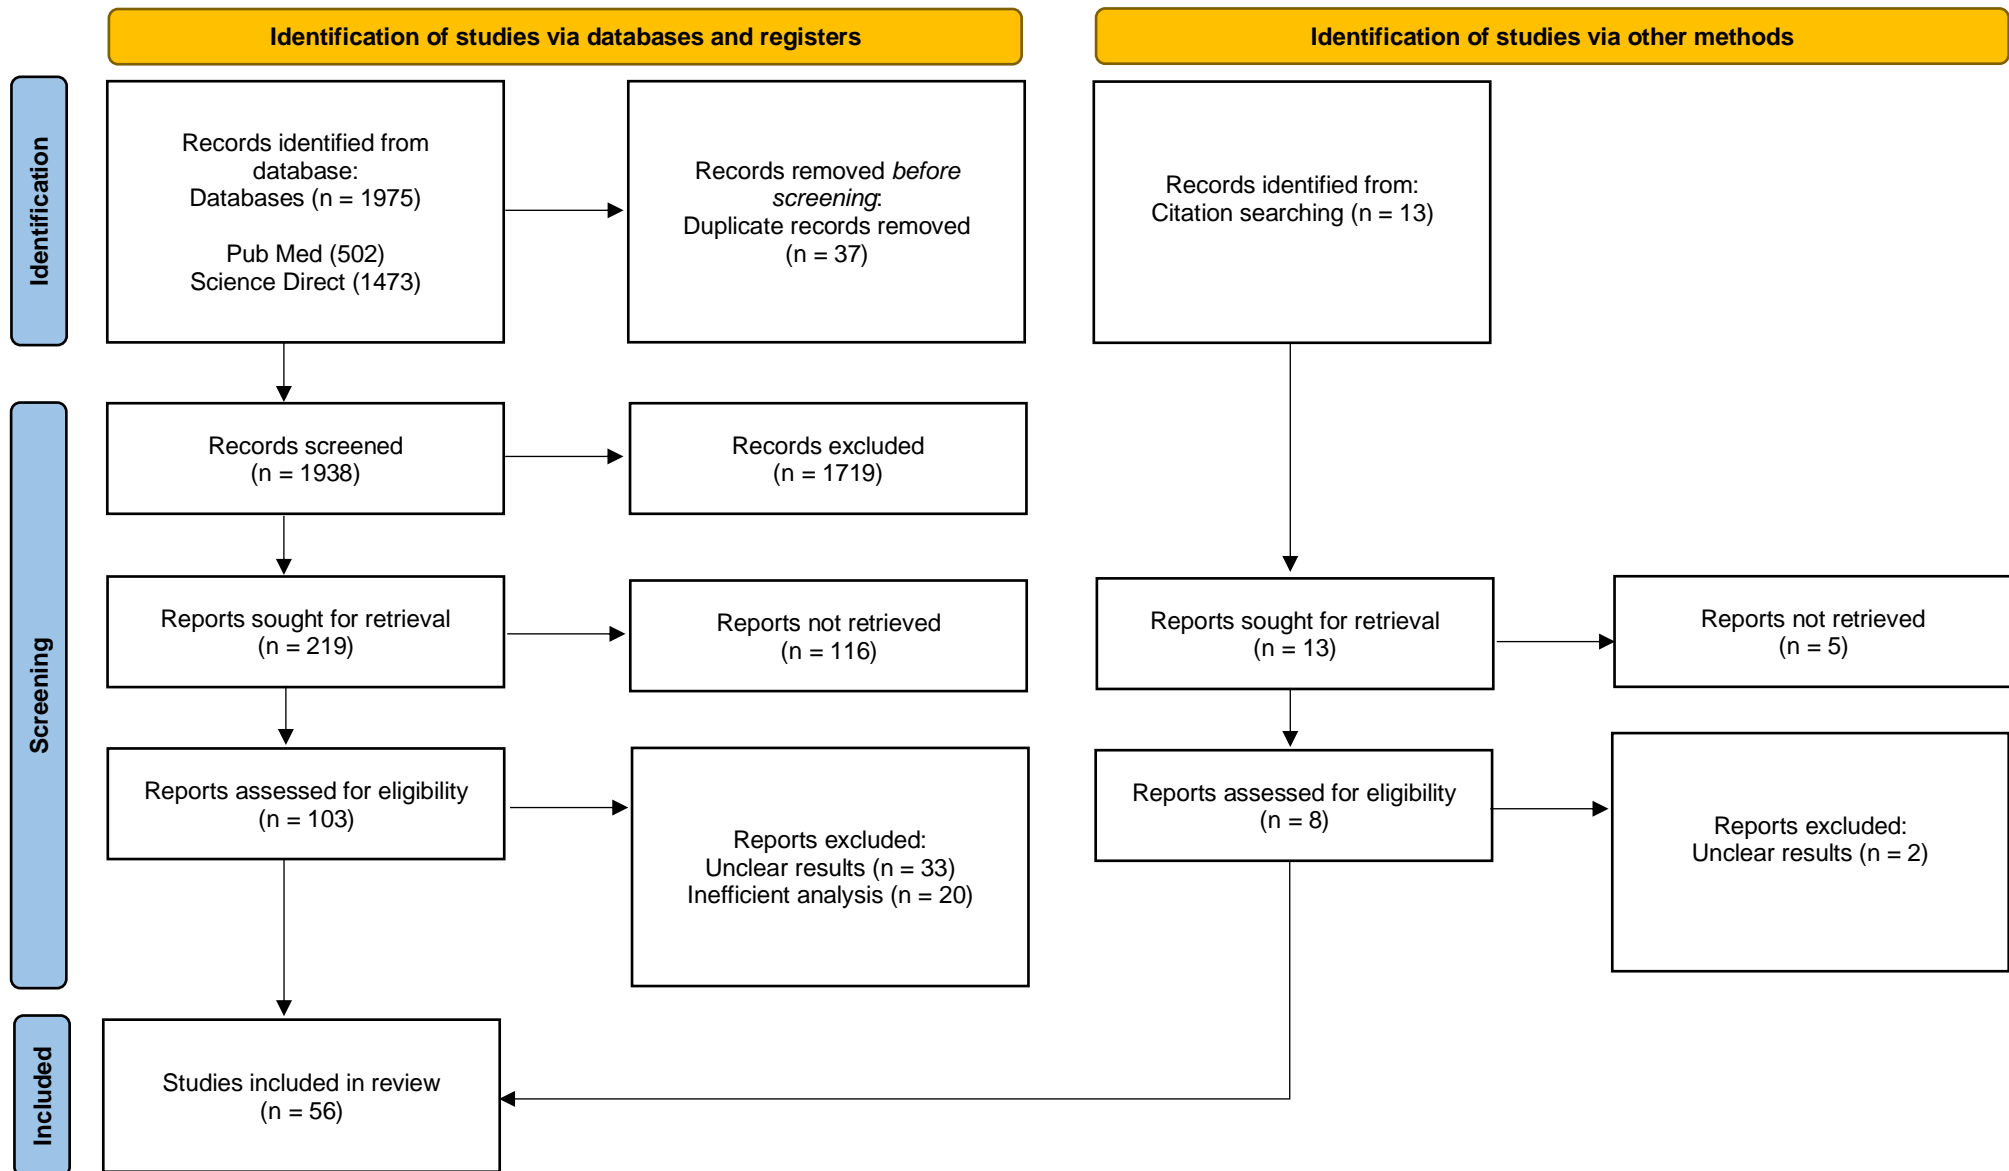 Identification of studies via databases and registers
Identification of studies via other methods
Identification
Records identified from
database:
Databases (n = 1975)
Pub Med (502)
Science Direct (1473)
Records removed before
screening:
Duplicate records removed
(n = 37)
Records identified from:
Citation searching (n = 13)
Screening
Records screened
(n = 1938)
Records excluded
(n = 1719)
Reports sought for retrieval
(n = 219)
Reports not retrieved
(n = 116)
Reports sought for retrieval
(n = 13)
Reports not retrieved
(n = 5)
Reports assessed for eligibility
(n = 103)
Reports excluded:
Unclear results (n = 33)
Inefficient analysis (n = 20)
Reports assessed for eligibility
(n = 8)
Reports excluded:
Unclear results (n = 2)
Included
Studies included in review
(n = 56)